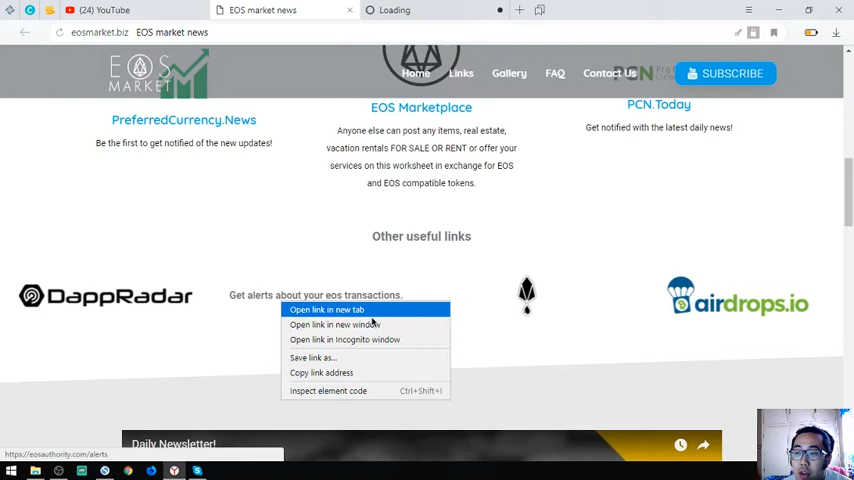 (24) YouTube
EOS market news
Loading
eosmarket.biz EOS market news
EOS
MARKET
Home
Links
Gallery
FAQ
Contact Us
PCN
SUBSCRIBE
PreferredCurrency.News
Be the first to get notified of the new updates!
EOS Marketplace
Anyone else can post any items, real estate,
vacation rentals FOR SALE OR RENT or offer your
services on this worksheet in exchange for EOS
and EOS compatible tokens.
PCN.Today
Get notified with the latest daily news!
Other useful links
DappRadar
Get alerts about your eos transactions.
airdrops.io
Open link in new tab
Open link in new window
Open link in Incognito window
Save link as...
Copy link address
Inspect element code Ctrl+Shift+I
Daily Newsletter!
https://eosauthority.com/alerts